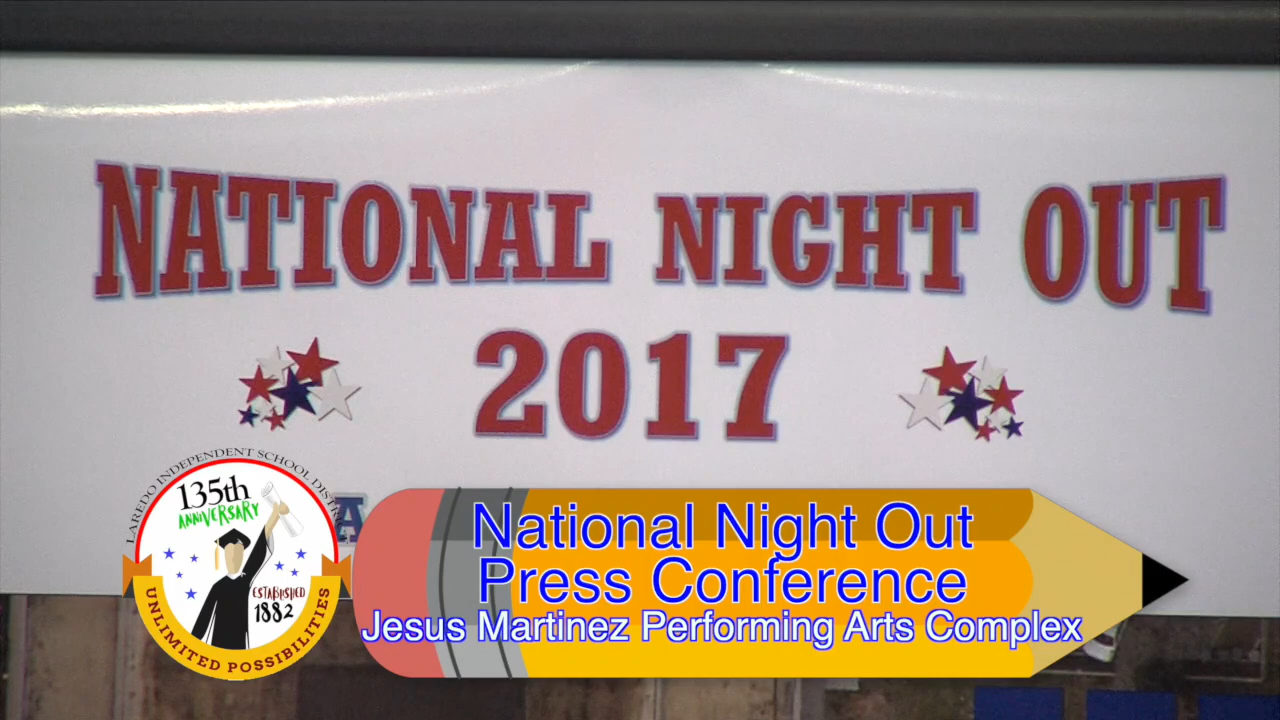 NATIONAL NIGHT OUT
2017
LAREDO INDEPENDENT SCHOOL DISTRICT
135th
ANNIVERSARY
ESTABLISHED
1882
UNLIMITED POSSIBILITIES
A
National Night Out
Press Conference
Jesus Martinez Performing Arts Complex